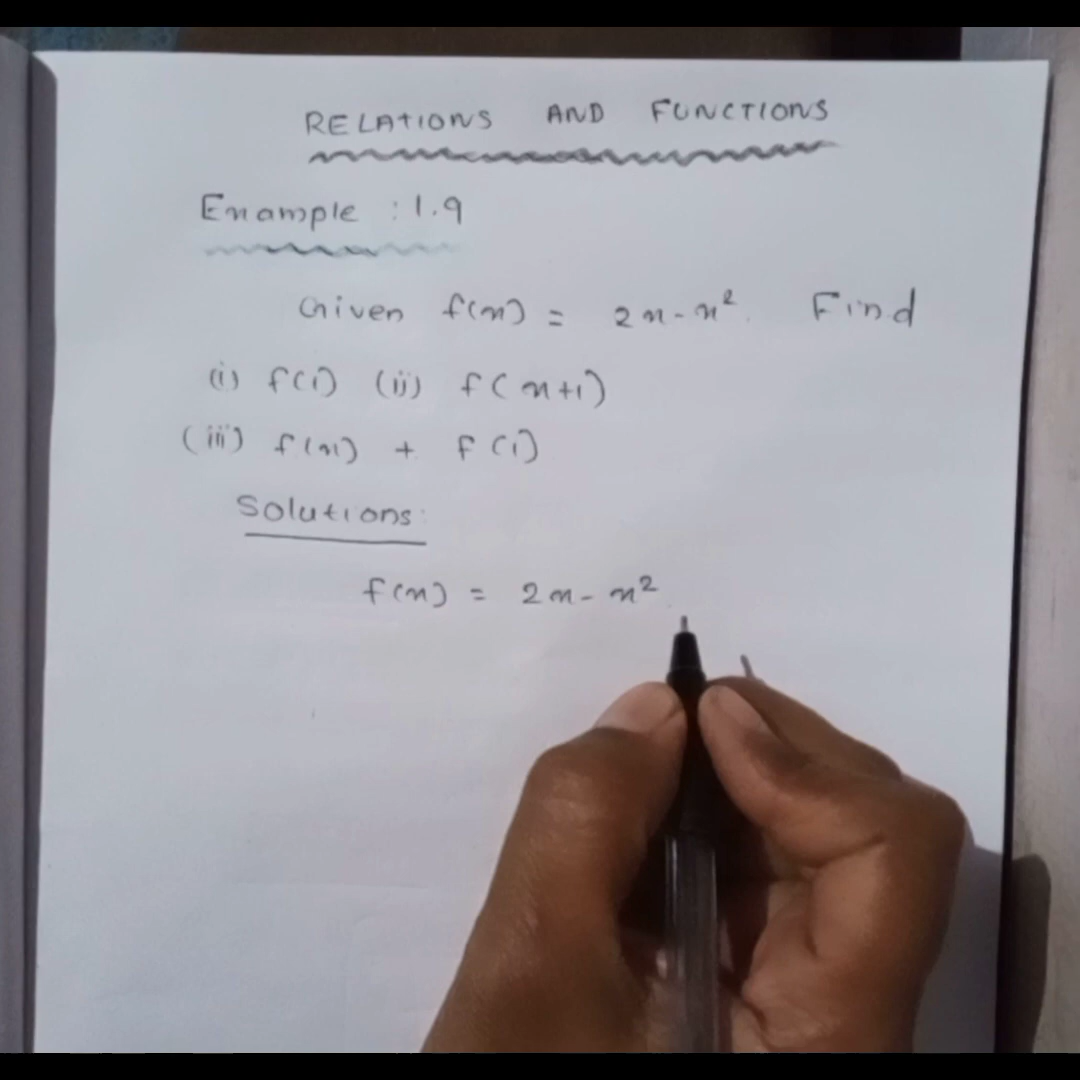 RELATIONS AND FUNCTIONS
Example : 1.9
Given f(x) = 2x - x². Find
(i) f(1) (ii) f(x+1)
(iii) f(x) + f(1)
Solutions:
f(x) = 2x - x²